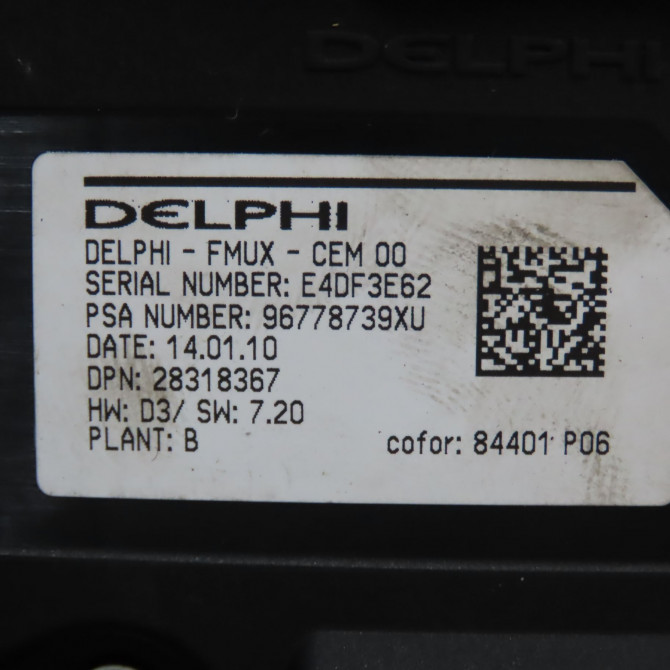 DELPHI
DELPHI
DELPHI - FMUX - CEM 00
SERIAL NUMBER: E4DF3E62
PSA NUMBER: 96778739XU
DATE: 14.01.10
DPN: 28318367
HW: D3/ SW: 7.20
PLANT: B
cofor: 84401 P06